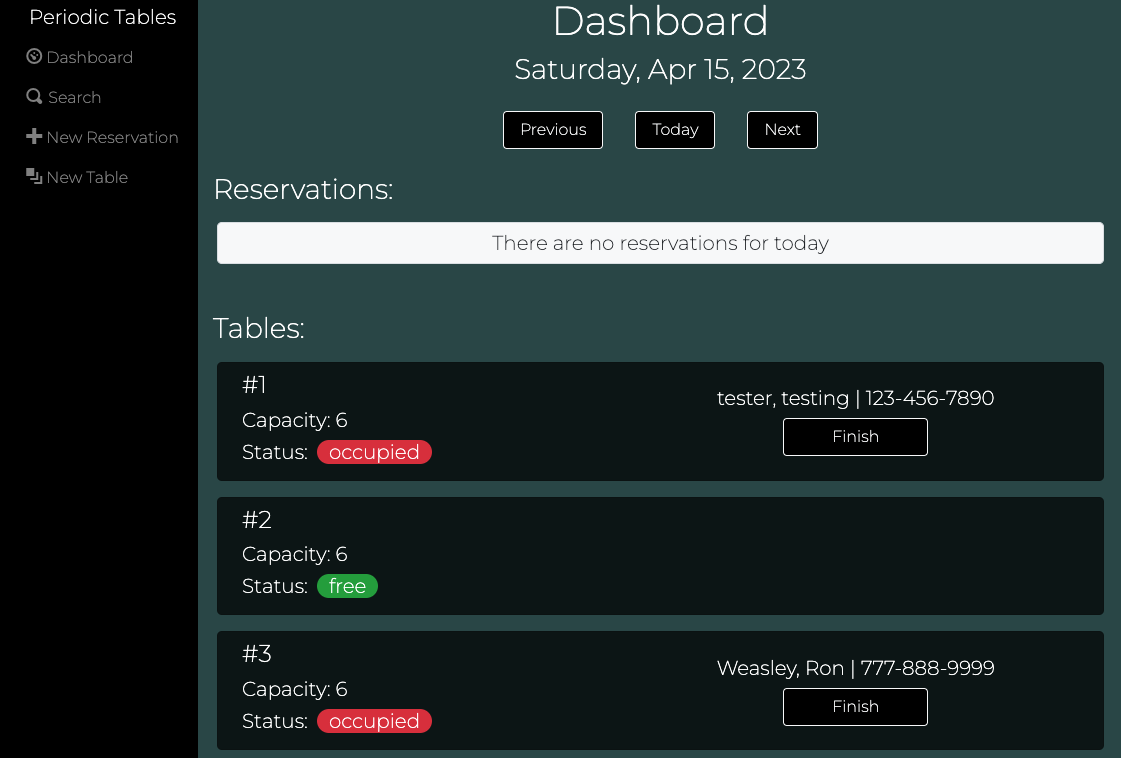 Periodic Tables
Dashboard
Search
New Reservation
New Table
Dashboard
Saturday, Apr 15, 2023
Previous
Today
Next
Reservations:
There are no reservations for today
Tables:
#1
Capacity: 6
Status: occupied
tester, testing | 123-456-7890
Finish
#2
Capacity: 6
Status: free
#3
Capacity: 6
Status: occupied
Weasley, Ron | 777-888-9999
Finish